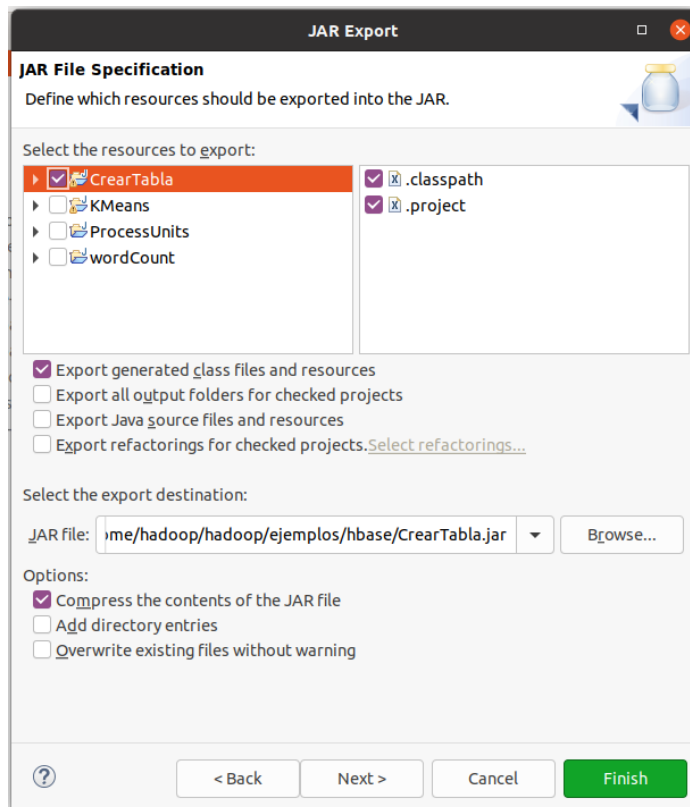 JAR Export
JAR File Specification
Define which resources should be exported into the JAR.
Select the resources to export:
CrearTabla
KMeans
ProcessUnits
wordCount
.classpath
.project
Export generated class files and resources
Export all output folders for checked projects
Export Java source files and resources
Export refactorings for checked projects. Select refactorings...
Select the export destination:
JAR file: ome/hadoop/hadoop/ejemplos/hbase/CrearTabla.jar Browse...
Options:
Compress the contents of the JAR file
Add directory entries
Overwrite existing files without warning
? < Back Next > Cancel Finish